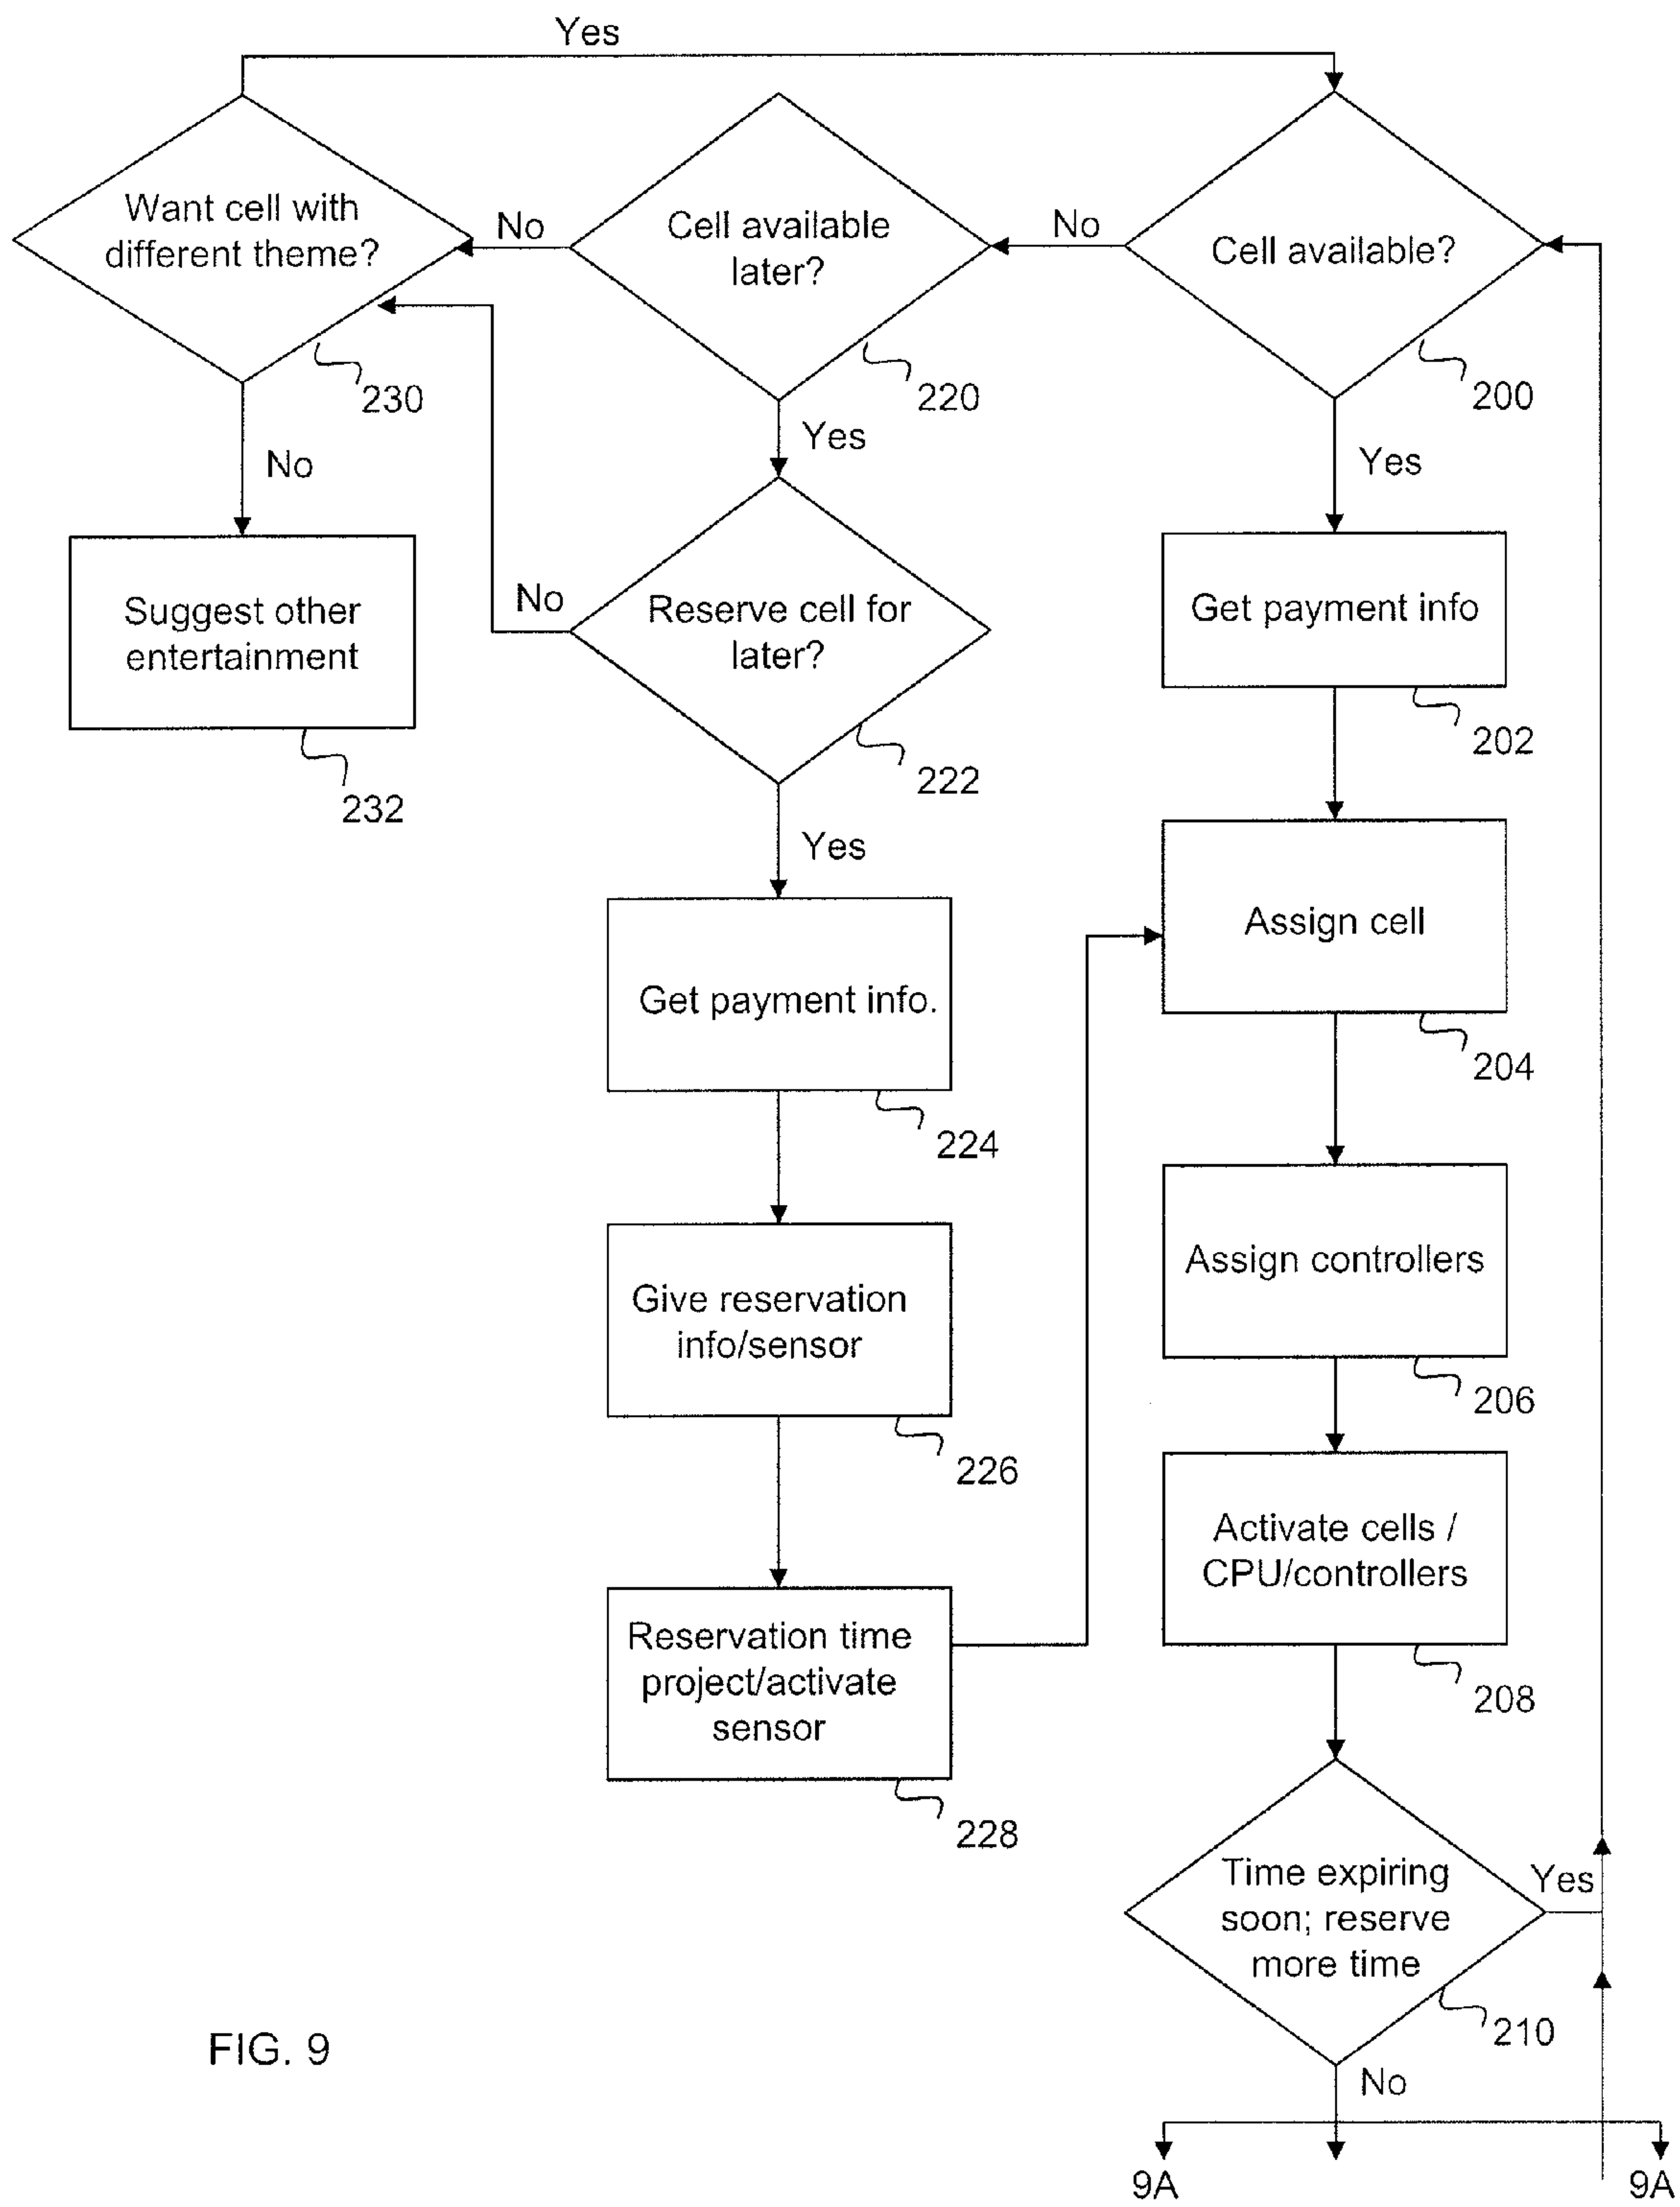 Yes
Want cell with
different theme?
No
Cell available
later?
No
Cell available?
230
220
200
No
Yes
Yes
Suggest other
entertainment
No
Reserve cell for
later?
Get payment info
232
222
202
Yes
Get payment info.
Assign cell
224
204
Give reservation
info/sensor
Assign controllers
226
206
Reservation time
project/activate
sensor
Activate cells /
CPU/controllers
228
208
Time expiring
soon; reserve
more time
Yes
210
No
FIG. 9
9A
9A